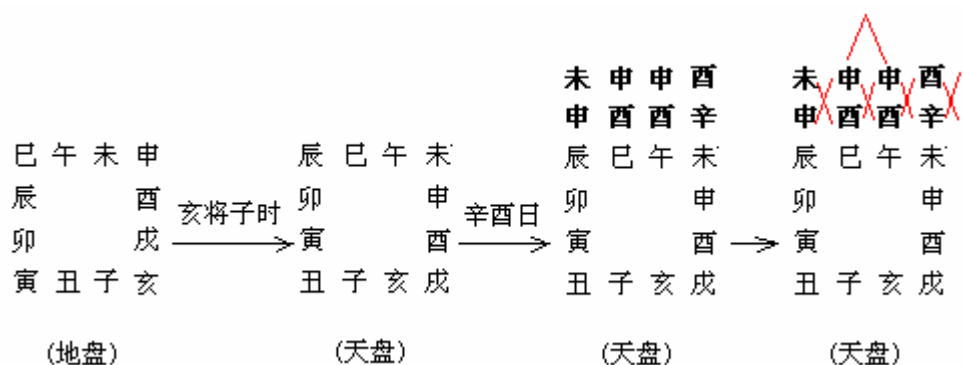 未 申 申 酉 未 申 申 酉
申 酉 酉 辛 申 酉 酉 辛
巳 午 未 申 辰 巳 午 未 辰 巳 午 未 辰 巳 午 未
辰 酉 亥将子时 卯 申 辛酉日 卯 申 卯 申
卯 戌 寅 酉 寅 酉 寅 酉
寅 丑 子 亥 丑 子 亥 戌 丑 子 亥 戌 丑 子 亥 戌
(地盘) (天盘) (天盘) (天盘)